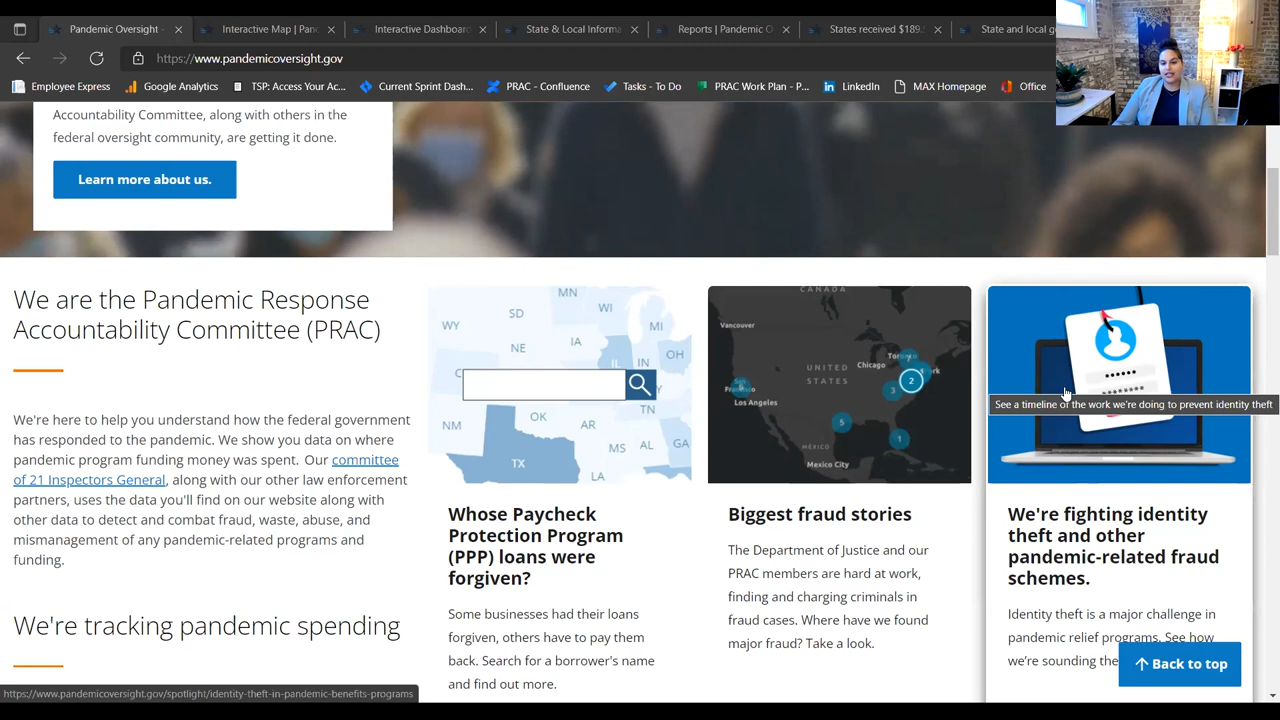 Pandemic Oversight -
Interactive Map | Pan
Interactive Dashboa
State & Local Informa
Reports | Pandemic O
States received $189.
State and local g
https://www.pandemicoversight.gov
Employee Express
Google Analytics
TSP: Access Your Ac...
Current Sprint Dash...
PRAC - Confluence
Tasks - To Do
PRAC Work Plan - P...
LinkedIn
MAX Homepage
Office
Accountability Committee, along with others in the
federal oversight community, are getting it done.
Learn more about us.
We are the Pandemic Response
Accountability Committee (PRAC)
We're here to help you understand how the federal government
has responded to the pandemic. We show you data on where
pandemic program funding money was spent. Our committee
of 21 Inspectors General, along with our other law enforcement
partners, uses the data you'll find on our website along with
other data to detect and combat fraud, waste, abuse, and
mismanagement of any pandemic-related programs and
funding.
We're tracking pandemic spending
MN
SD
WI
WY
MI
IA
NE
IL
IN
OH
OK
TN
NM
AR
MS
AL
GA
TX
LA
Whose Paycheck
Protection Program
(PPP) loans were
forgiven?
Some businesses had their loans
forgiven, others have to pay them
back. Search for a borrower's name
and find out more.
CANADA
Vancouver
Chicago
UNITED
STATES
3
2
Los Angeles
5
1
MÉXICO
Mexico City
Biggest fraud stories
The Department of Justice and our
PRAC members are hard at work,
finding and charging criminals in
fraud cases. Where have we found
major fraud? Take a look.
See a timeline of the work we're doing to prevent identity theft
We're fighting identity
theft and other
pandemic-related fraud
schemes.
Identity theft is a major challenge in
pandemic relief programs. See how
we're sounding the
Back to top
https://www.pandemicoversight.gov/spotlight/identity-theft-in-pandemic-benefits-programs